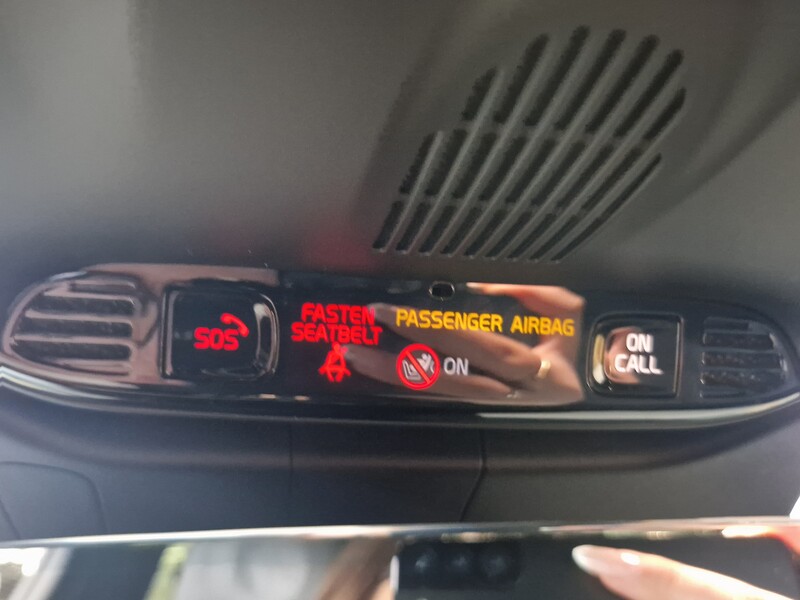 SOS
FASTEN
SEATBELT
PASSENGER AIRBAG
ON
ON
CALL